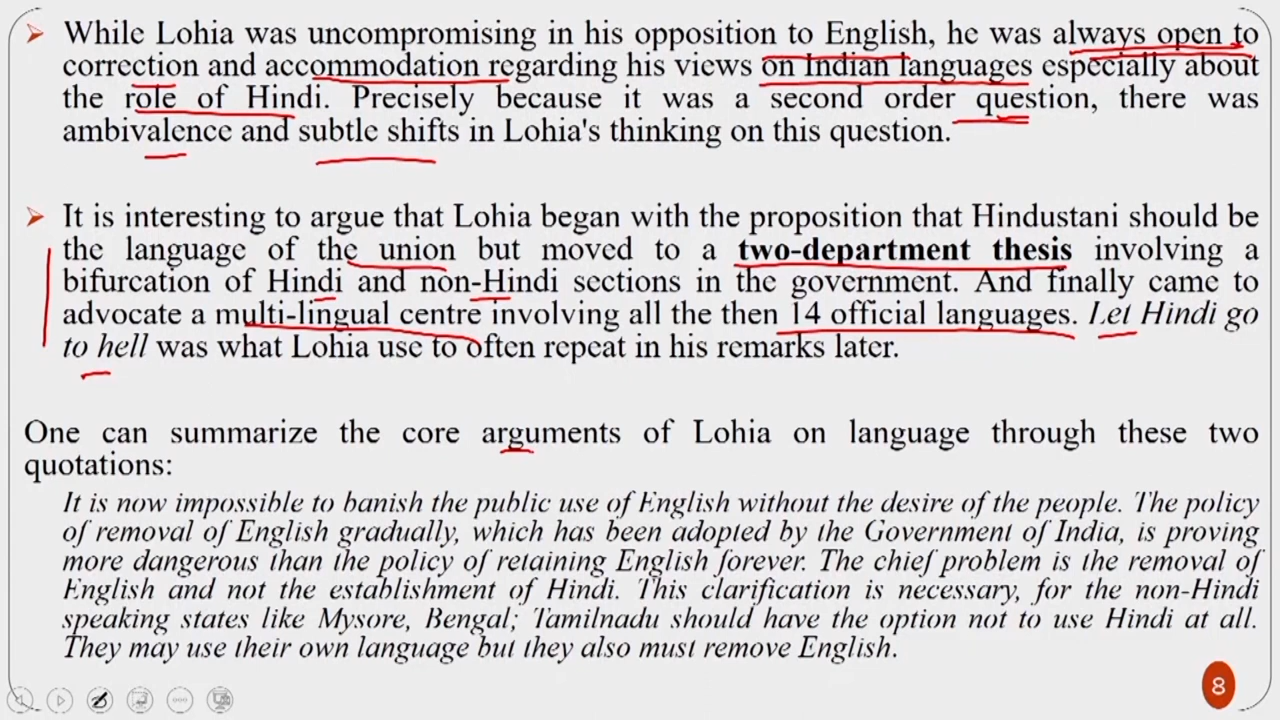 While Lohia was uncompromising in his opposition to English, he was always open to
correction and accommodation regarding his views on Indian languages especially about
the role of Hindi. Precisely because it was a second order question, there was
ambivalence and subtle shifts in Lohia's thinking on this question.
It is interesting to argue that Lohia began with the proposition that Hindustani should be
the language of the union but moved to a two-department thesis involving a
bifurcation of Hindi and non-Hindi sections in the government. And finally came to
advocate a multi-lingual centre involving all the then 14 official languages. Let Hindi go
to hell was what Lohia use to often repeat in his remarks later.
One can summarize the core arguments of Lohia on language through these two
quotations:
It is now impossible to banish the public use of English without the desire of the people. The policy
of removal of English gradually, which has been adopted by the Government of India, is proving
more dangerous than the policy of retaining English forever. The chief problem is the removal of
English and not the establishment of Hindi. This clarification is necessary, for the non-Hindi
speaking states like Mysore, Bengal; Tamilnadu should have the option not to use Hindi at all.
They may use their own language but they also must remove English.
8